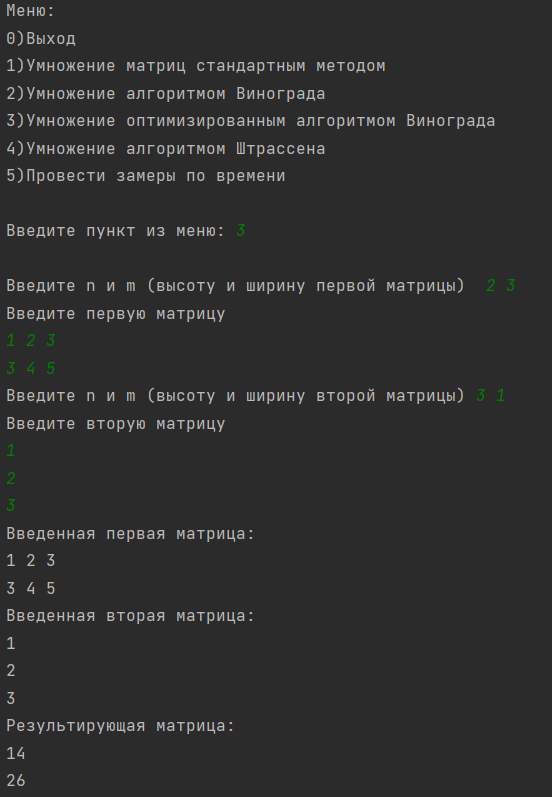 Меню:
0)Выход
1)Умножение матриц стандартным методом
2)Умножение алгоритмом Винограда
3)Умножение оптимизированным алгоритмом Винограда
4)Умножение алгоритмом Штрассена
5)Провести замеры по времени
Введите пункт из меню: 3
Введите n и m (высоту и ширину первой матрицы)  2 3
Введите первую матрицу
1 2 3
3 4 5
Введите n и m (высоту и ширину второй матрицы) 3 1
Введите вторую матрицу
1
2
3
Введенная первая матрица:
1 2 3
3 4 5
Введенная вторая матрица:
1
2
3
Результирующая матрица:
14
26